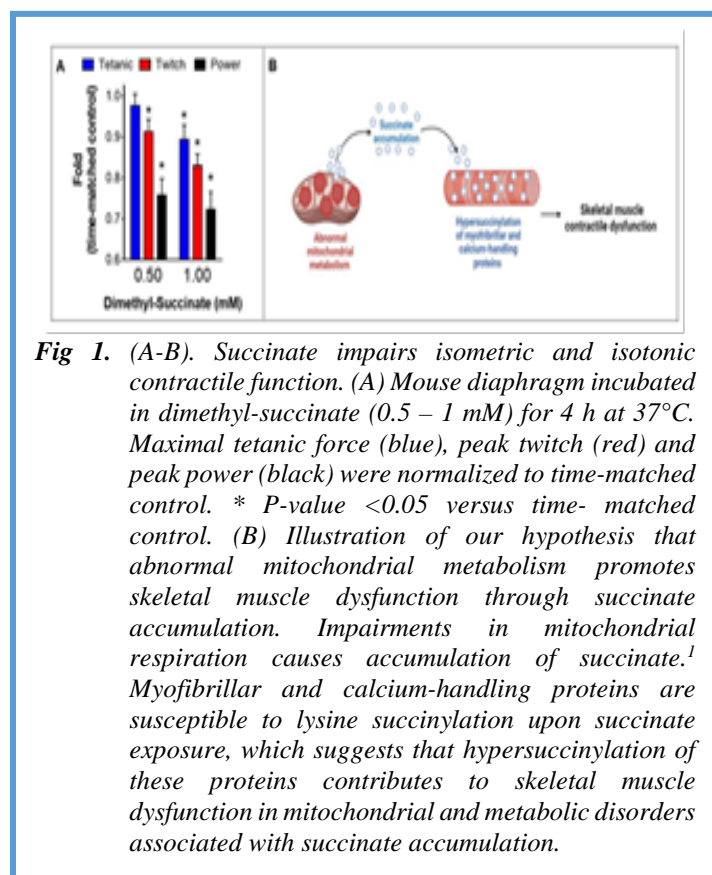 A Tetanic Twitch Power
B
Fold
(time-matched control)
1.0
0.9
0.8
0.7
0.6
* * * * *
0.50 1.00
Dimethyl-Succinate (mM)
Succinate
accumulation
Abnormal
mitochondrial
metabolism
Hypersuccinylation
of myofibrillar and
calcium-handling
proteins
Skeletal muscle
contractile dysfunction
Fig 1. (A-B). Succinate impairs isometric and isotonic
contractile function. (A) Mouse diaphragm incubated
in dimethyl-succinate (0.5 – 1 mM) for 4 h at 37°C.
Maximal tetanic force (blue), peak twitch (red) and
peak power (black) were normalized to time-matched
control. * P-value <0.05 versus time- matched
control. (B) Illustration of our hypothesis that
abnormal mitochondrial metabolism promotes
skeletal muscle dysfunction through succinate
accumulation. Impairments in mitochondrial
respiration causes accumulation of succinate.1
Myofibrillar and calcium-handling proteins are
susceptible to lysine succinylation upon succinate
exposure, which suggests that hypersuccinylation of
these proteins contributes to skeletal muscle
dysfunction in mitochondrial and metabolic disorders
associated with succinate accumulation.